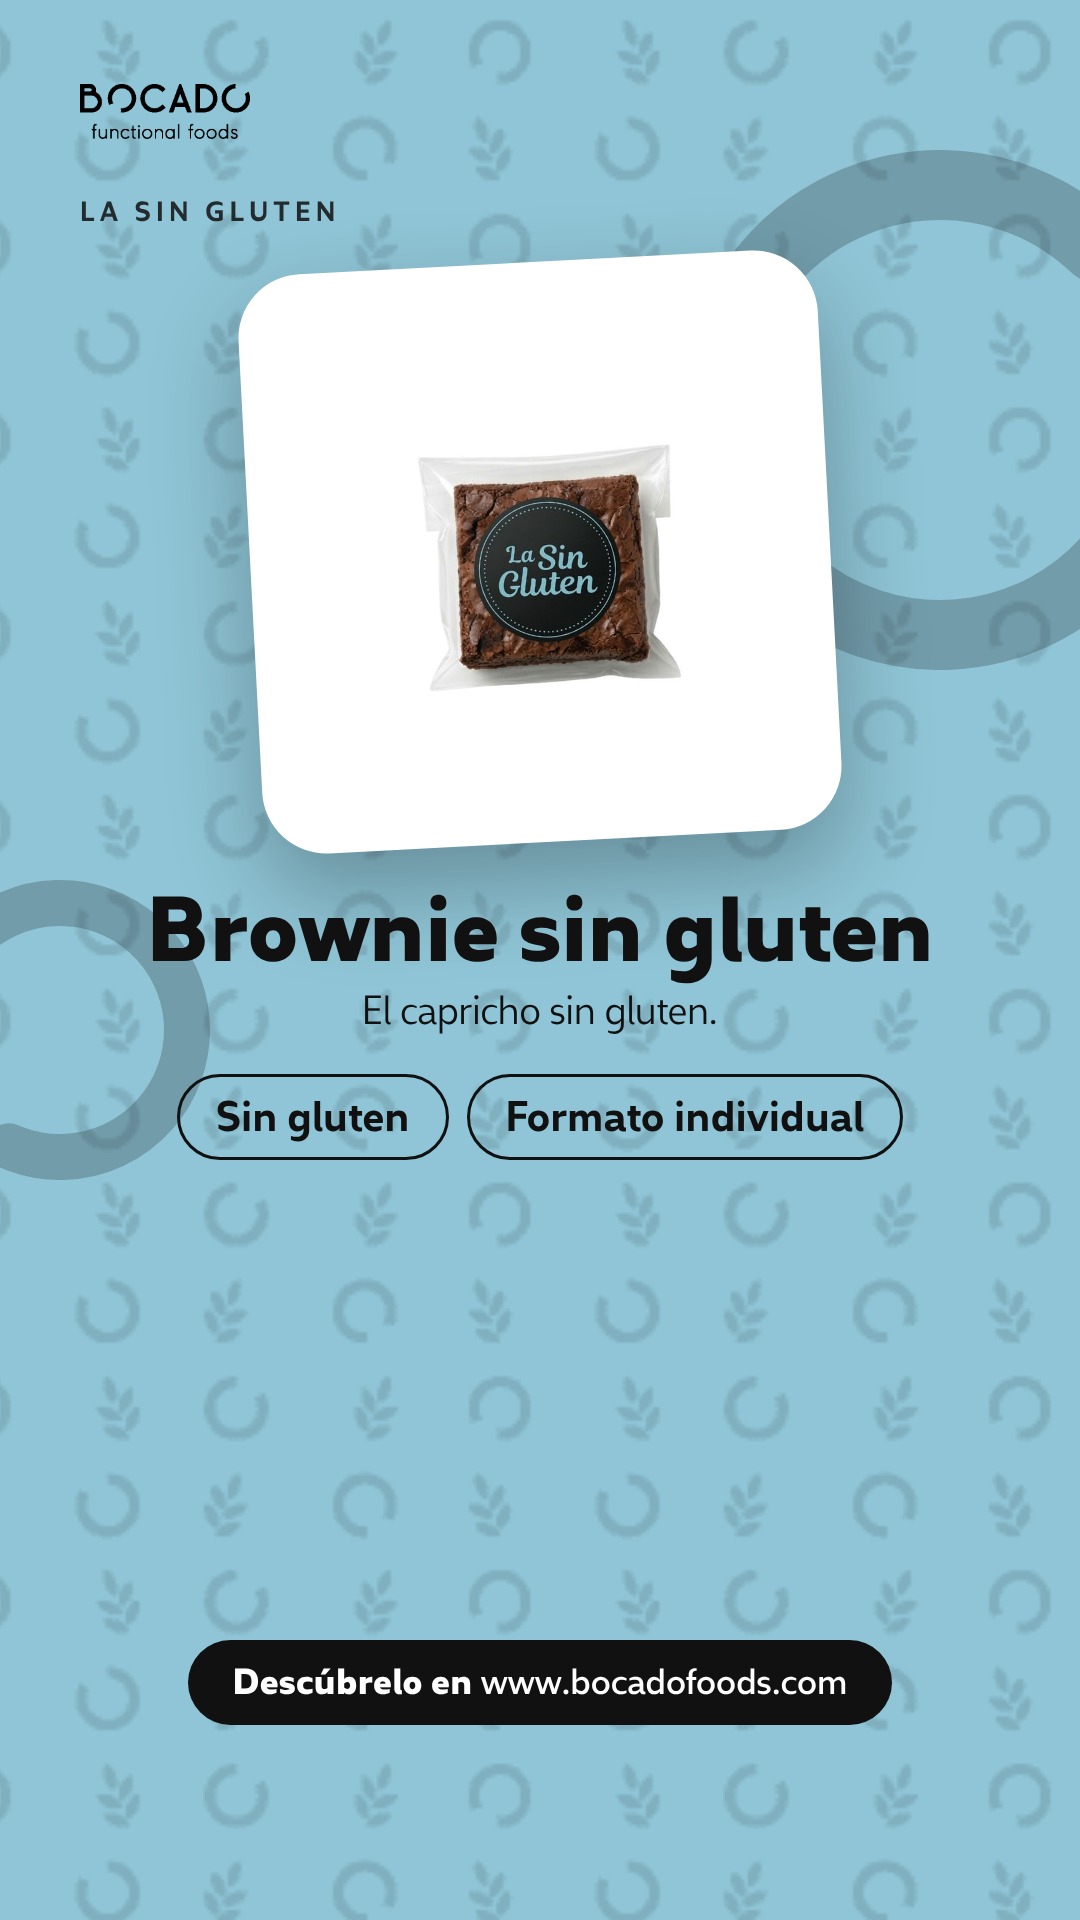 BOCADO
functional foods
LA SIN GLUTEN
La Sin
Gluten
Brownie sin gluten
El capricho sin gluten.
Sin gluten
Formato individual
Descúbrelo en www.bocadofoods.com